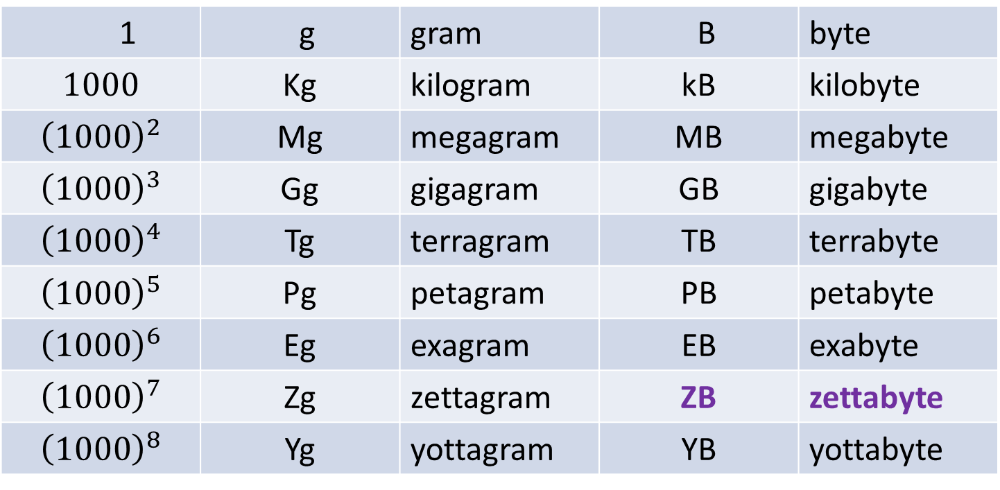 1 g gram B byte
1000 Kg kilogram kB kilobyte
(1000)² Mg megagram MB megabyte
(1000)³ Gg gigagram GB gigabyte
(1000)⁴ Tg terragram TB terrabyte
(1000)⁵ Pg petagram PB petabyte
(1000)⁶ Eg exagram EB exabyte
(1000)⁷ Zg zettagram ZB zettabyte
(1000)⁸ Yg yottagram YB yottabyte